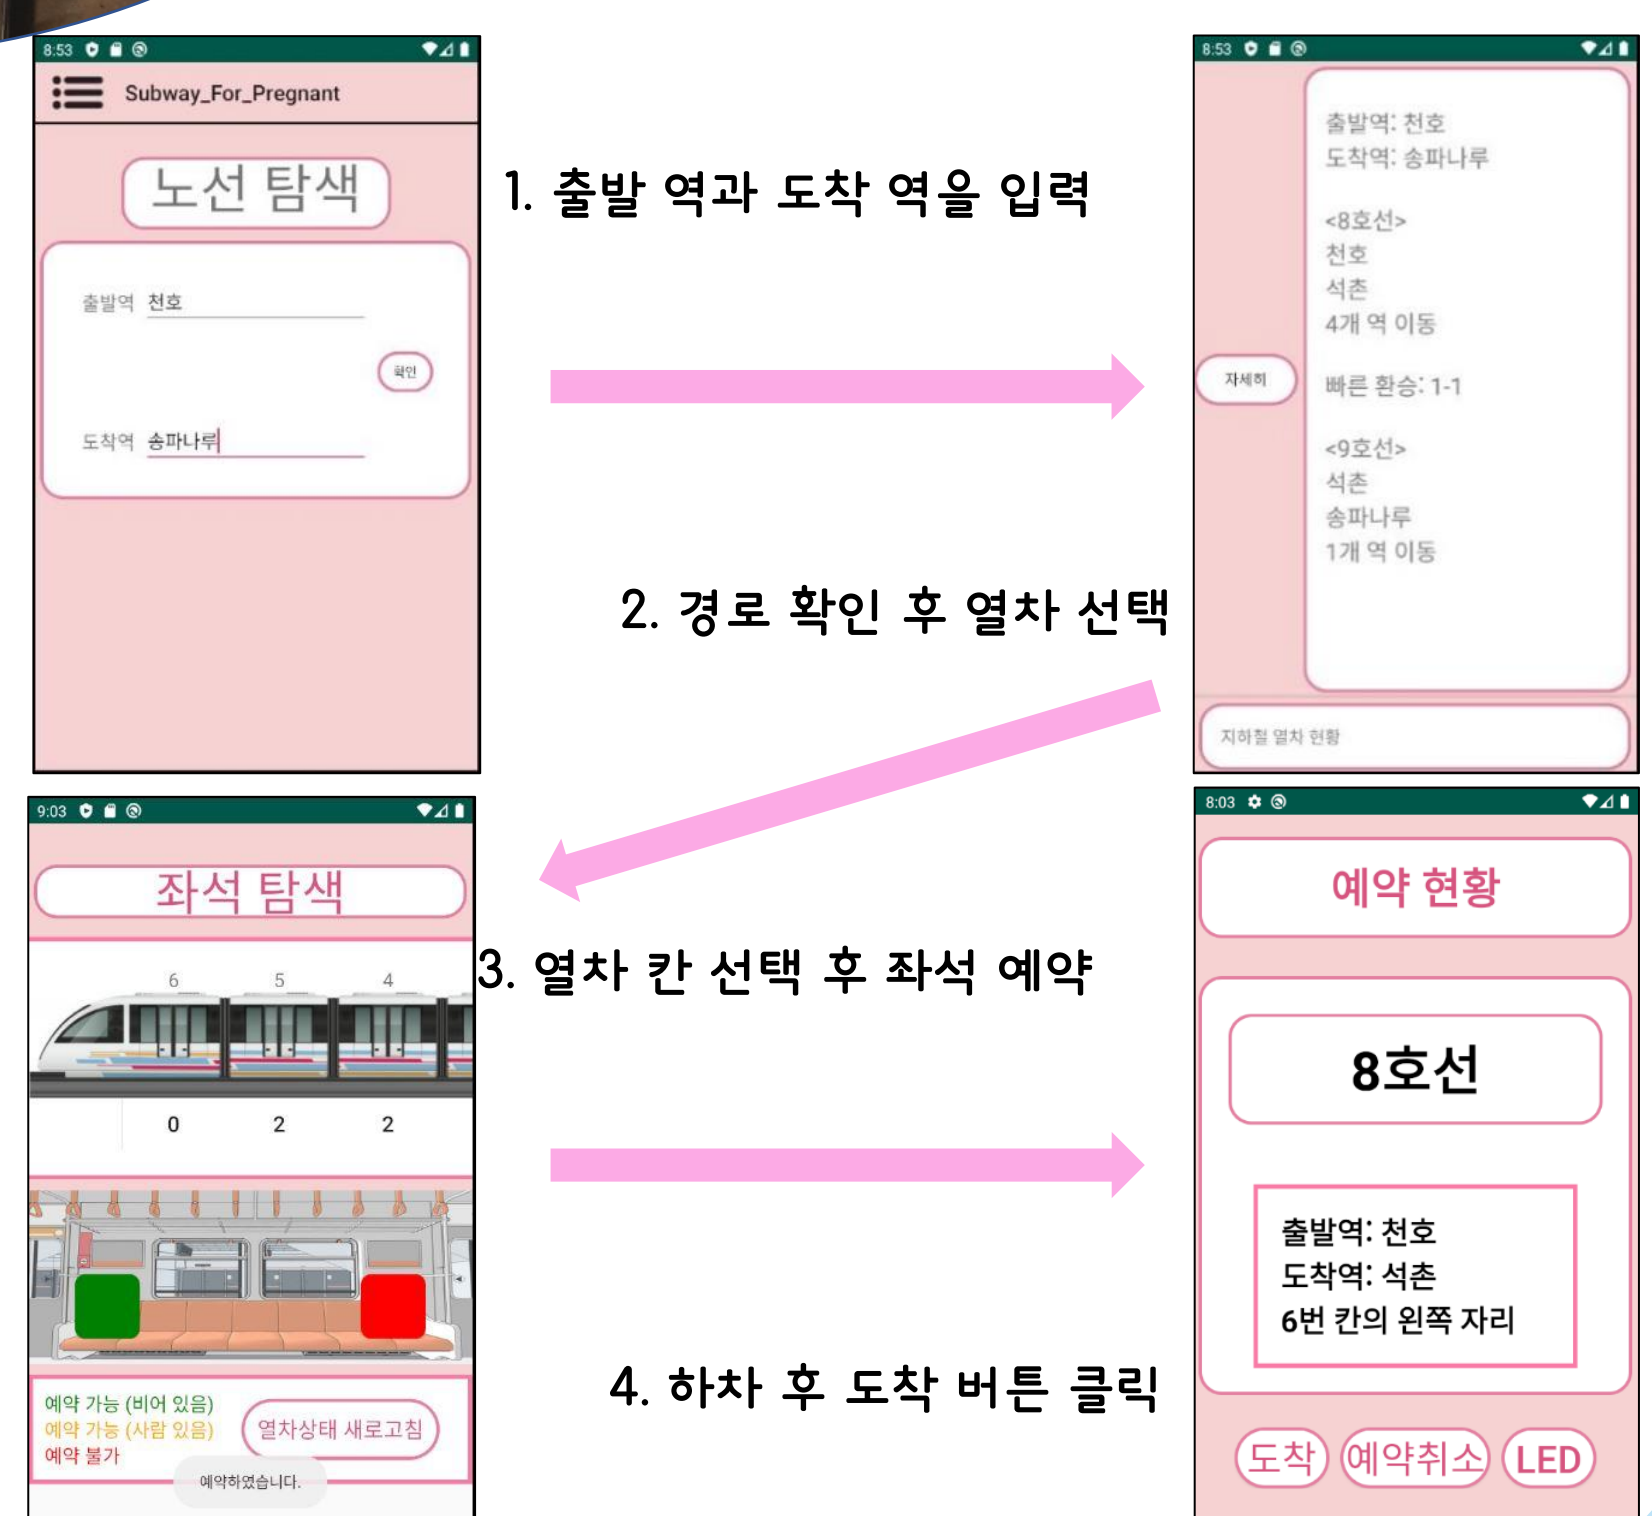 8:53
Subway_For_Pregnant
노선 탐색
출발역 천호
확인
도착역 송파나루
1. 출발 역과 도착 역을 입력
8:53
출발역: 천호
도착역: 송파나루
<8호선>
천호
석촌
4개 역 이동
자세히
빠른 환승: 1-1
<9호선>
석촌
송파나루
1개 역 이동
지하철 열차 현황
2. 경로 확인 후 열차 선택
9:03
좌석 탐색
6 5 4
0 2 2
예약 가능 (비어 있음)
예약 가능 (사람 있음)
예약 불가
열차상태 새로고침
예약하였습니다.
3. 열차 칸 선택 후 좌석 예약
8:03
예약 현황
8호선
출발역: 천호
도착역: 석촌
6번 칸의 왼쪽 자리
도착 예약취소 LED
4. 하차 후 도착 버튼 클릭